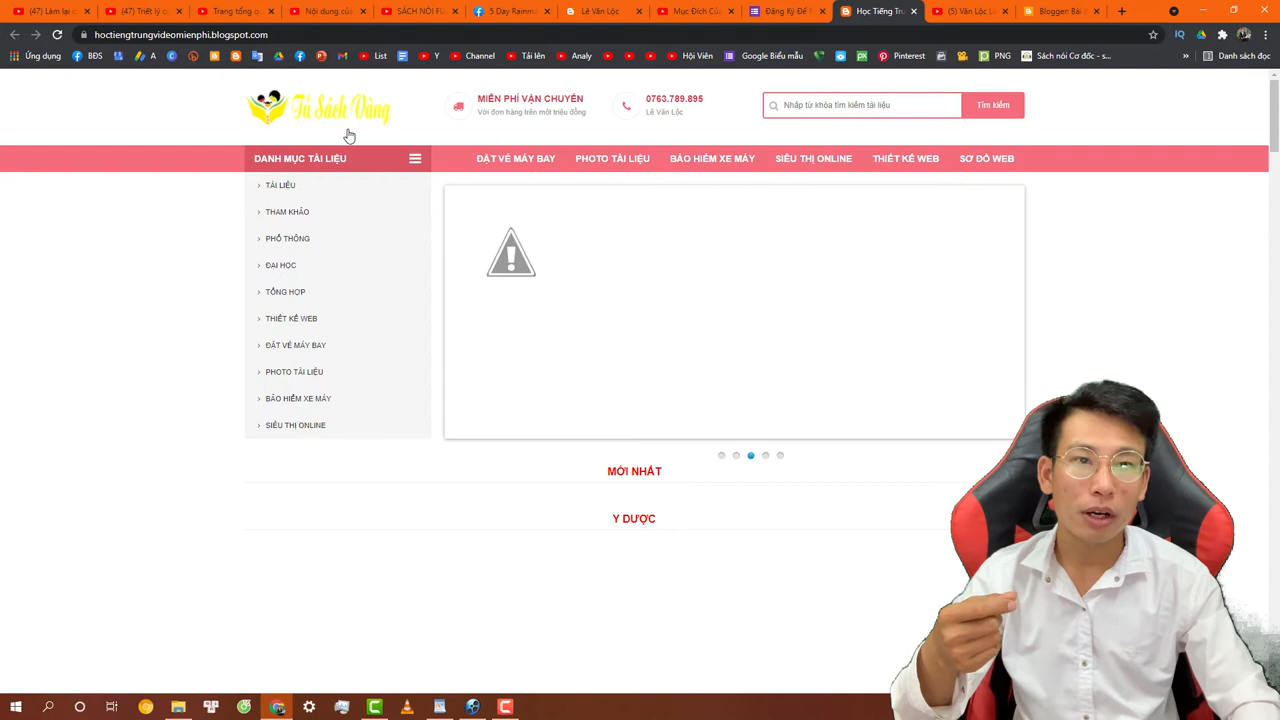 (47) Làm lại c
(47) Triết lý c
Trang tổng q
Nội dung củ
SÁCH NÓI FU
5 Day Rainm
Lê Văn Lộc
Mục Đích Củ
Đăng Ký Để
Học Tiếng Tru
(5) Văn Lộc L
Blogger: Bài đ
hoctiengtrungvideomienphi.blogspot.com
Ứng dụng
BĐS
A
Y
Channel
Tải lên
Analy
Hội Viên
Google Biểu mẫu
Pinterest
PNG
Sách nói Cơ đốc - s...
»
Danh sách đọc
List
Tủ Sách Vàng
MIỄN PHÍ VẬN CHUYỂN
Với đơn hàng trên một triệu đồng
0763.789.895
Lê Văn Lộc
Nhập từ khóa tìm kiếm tài liệu
Tìm kiếm
DANH MỤC TÀI LIỆU
ĐẶT VÉ MÁY BAY
PHOTO TÀI LIỆU
BẢO HIỂM XE MÁY
SIÊU THỊ ONLINE
THIẾT KẾ WEB
SƠ ĐỒ WEB
TÀI LIỆU
THAM KHẢO
PHỔ THÔNG
ĐẠI HỌC
TỔNG HỢP
THIẾT KẾ WEB
ĐẶT VÉ MÁY BAY
PHOTO TÀI LIỆU
BẢO HIỂM XE MÁY
SIÊU THỊ ONLINE
MỚI NHẤT
Y DƯỢC